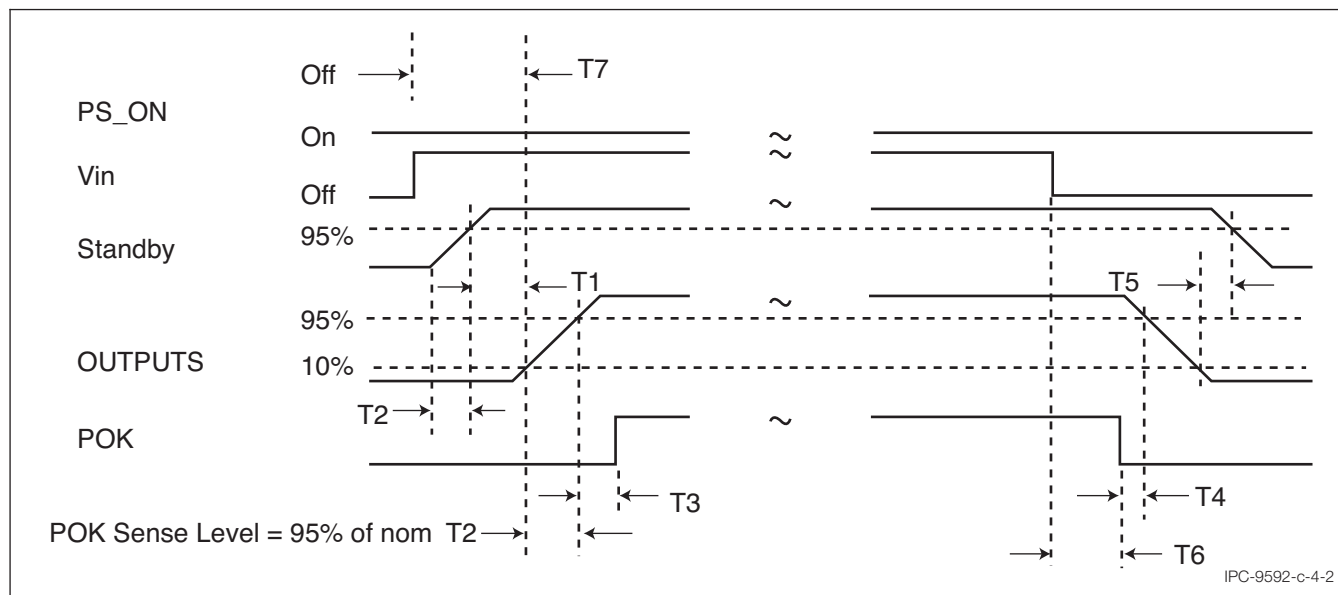 Off
T7
PS_ON
On
~
~
Vin
Off
~
95%
Standby
T1
T5
95%
~
OUTPUTS
10%
T2
POK
~
T3
T4
POK Sense Level = 95% of nom T2
T6
IPC-9592-c-4-2